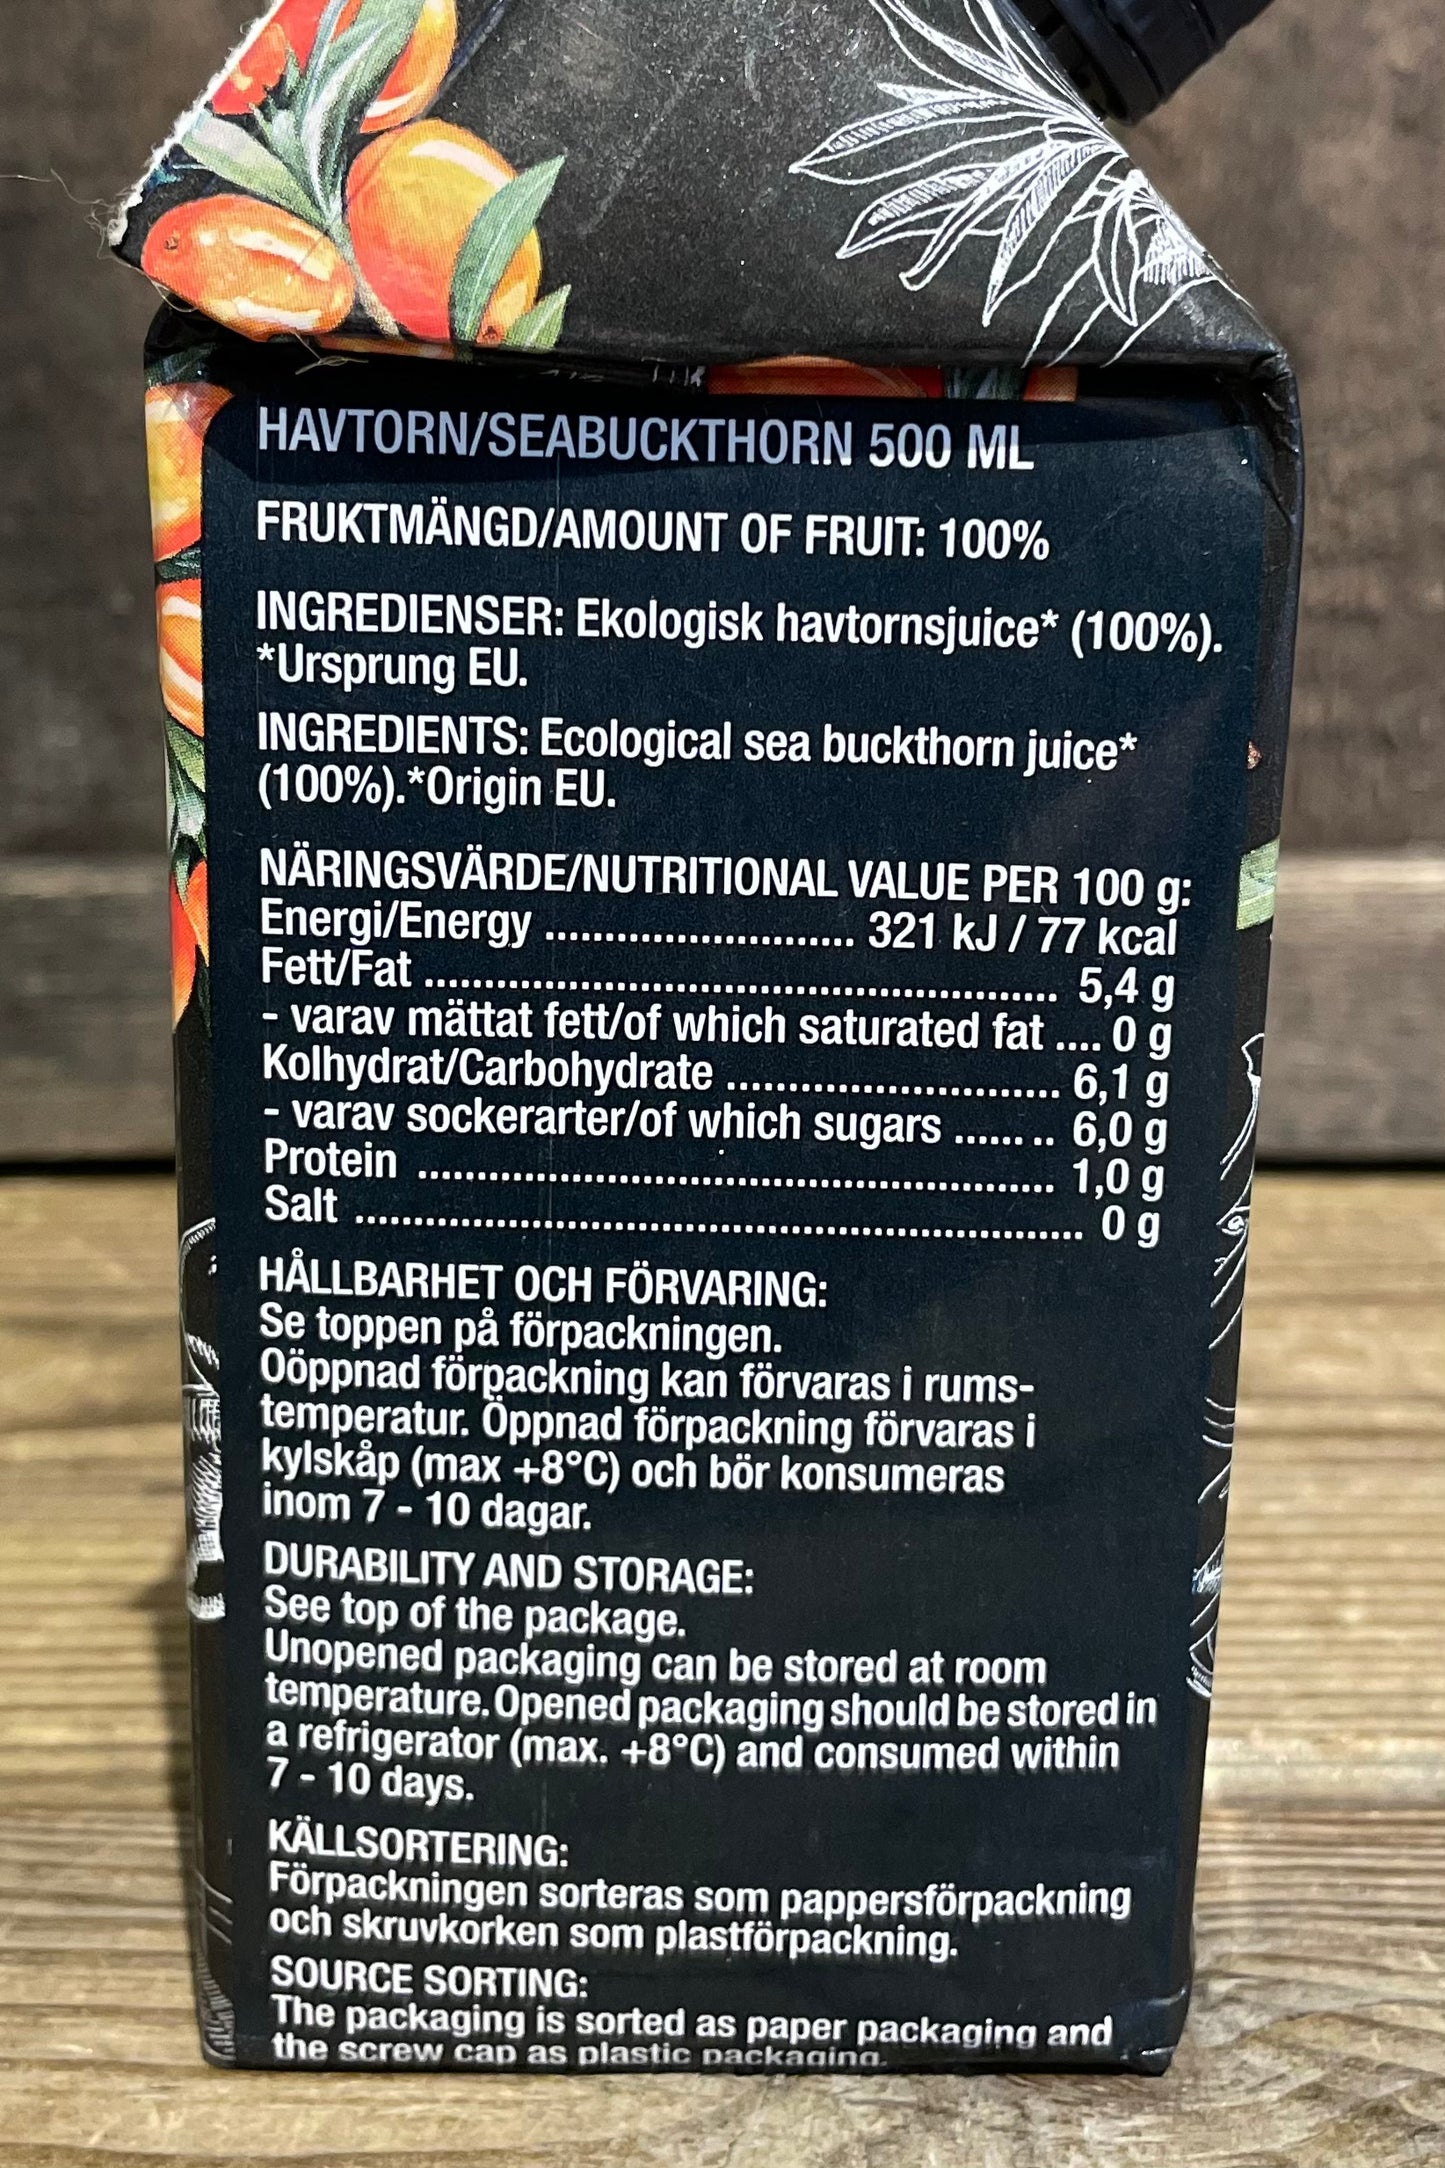 HAVTORN/SEABUCKTHORN 500 ML
FRUKTMÄNGD/AMOUNT OF FRUIT: 100%
INGREDIENSER: Ekologisk havtornsjuice* (100%).
*Ursprung EU.
INGREDIENTS: Ecological sea buckthorn juice*
(100%).*Origin EU.
NÄRINGSVÄRDE/NUTRITIONAL VALUE PER 100 g:
Energi/Energy .......................... 321 kJ / 77 kcal
Fett/Fat ..................................................... 5,4 g
- varav mättat fett/of which saturated fat .... 0 g
Kolhydrat/Carbohydrate ............................ 6,1 g
- varav sockerarter/of which sugars ........ 6,0 g
Protein ..................................................... 1,0 g
Salt ............................................................. 0 g
HÅLLBARHET OCH FÖRVARING:
Se toppen på förpackningen.
Oöppnad förpackning kan förvaras i rums-
temperatur. Öppnad förpackning förvaras i
kylskåp (max +8°C) och bör konsumeras
inom 7 - 10 dagar.
DURABILITY AND STORAGE:
See top of the package.
Unopened packaging can be stored at room
temperature. Opened packaging should be stored in
a refrigerator (max. +8°C) and consumed within
7 - 10 days.
KÄLLSORTERING:
Förpackningen sorteras som pappersförpackning
och skruvkorken som plastförpackning.
SOURCE SORTING:
The packaging is sorted as paper packaging and
the screw cap as plastic packaging.